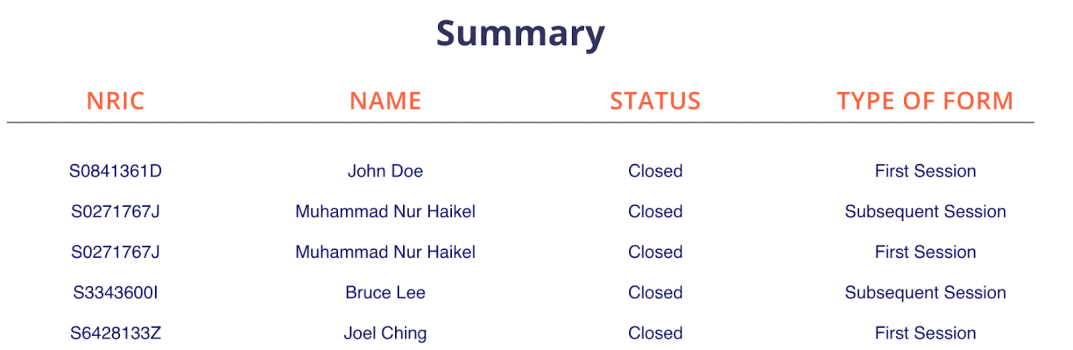 Summary
NRIC NAME STATUS TYPE OF FORM
S0841361D John Doe Closed First Session
S0271767J Muhammad Nur Haikel Closed Subsequent Session
S0271767J Muhammad Nur Haikel Closed First Session
S3343600I Bruce Lee Closed Subsequent Session
S6428133Z Joel Ching Closed First Session